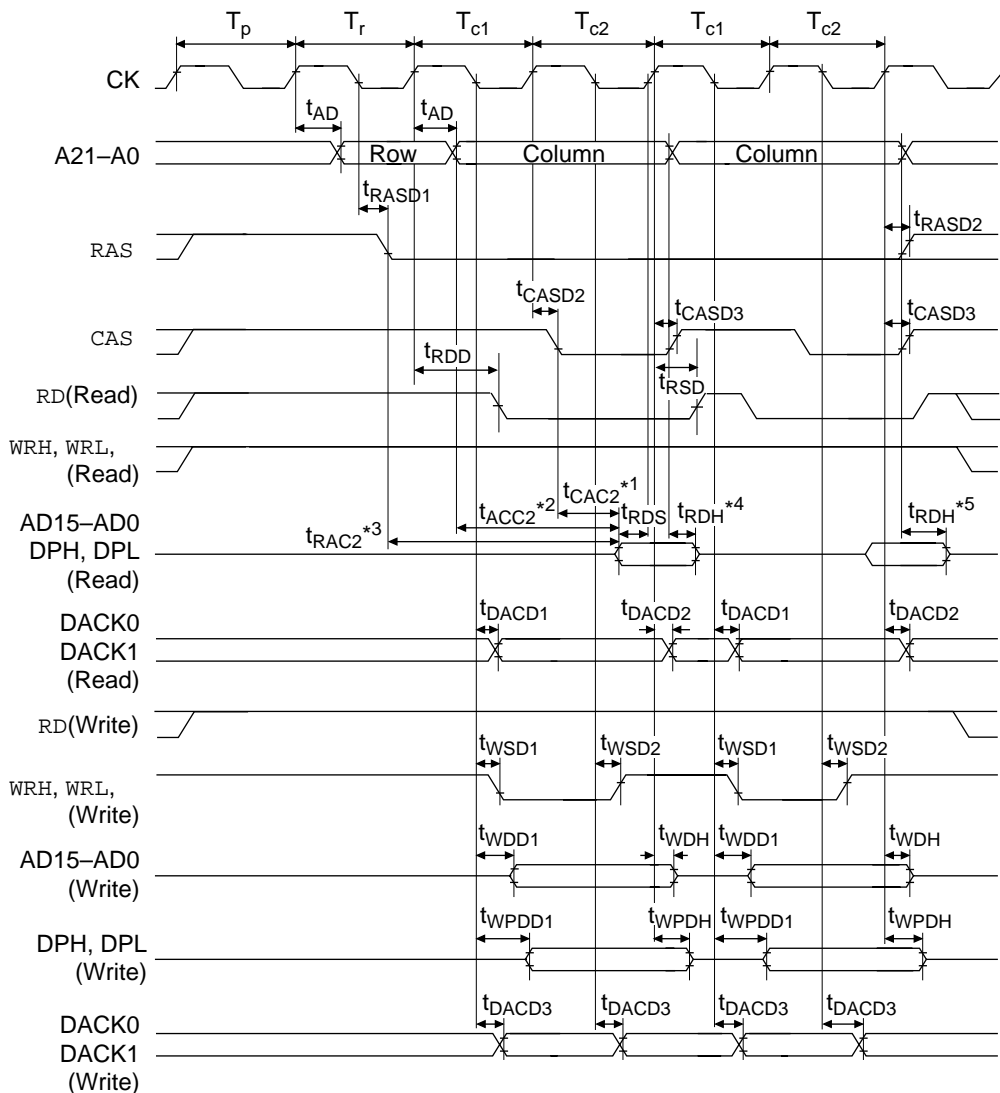 Tp Tr Tc1 Tc2 Tc1 Tc2
CK
tAD tAD
A21–A0 Row Column Column
tRASD1 tRASD2
RAS
tCASD2 tCASD3 tCASD3
CAS
tRDD tRSD
RD(Read)
WRH, WRL,
(Read)
tCAC2*1
AD15–AD0 tACC2*2 tRDS tRDH*4 tRDH*5
DPH, DPL tRAC2*3
(Read)
DACK0 tDACD1 tDACD2 tDACD1 tDACD2
DACK1
(Read)
RD(Write)
tWSD1 tWSD2 tWSD1 tWSD2
WRH, WRL,
(Write)
tWDD1 tWDH tWDD1 tWDH
AD15–AD0
(Write)
tWPDD1 tWPDH tWPDD1 tWPDH
DPH, DPL
(Write)
tDACD3 tDACD3 tDACD3 tDACD3
DACK0
DACK1
(Write)